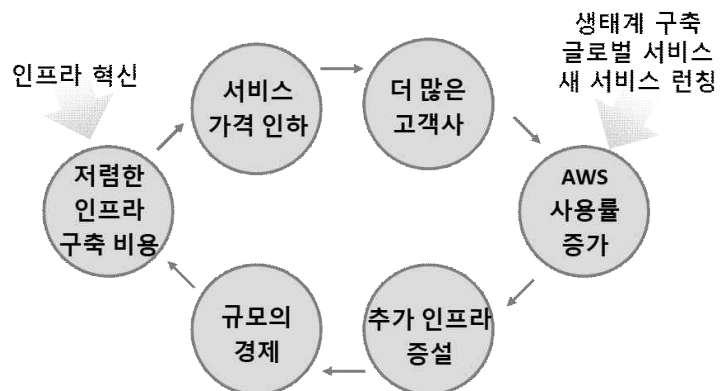 생태계 구축
글로벌 서비스
새 서비스 런칭
인프라 혁신
서비스
가격 인하
더 많은
고객사
저렴한
인프라
구축 비용
AWS
사용률
증가
규모의
경제
추가 인프라
증설